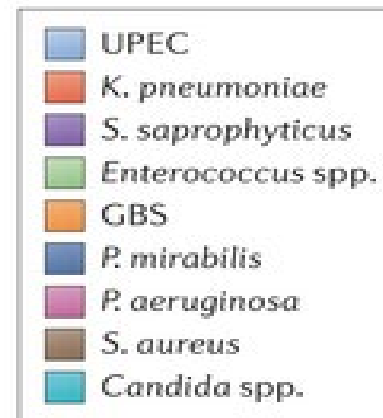 UPEC
K. pneumoniae
S. saprophyticus
Enterococcus spp.
GBS
P. mirabilis
P. aeruginosa
S. aureus
Candida spp.